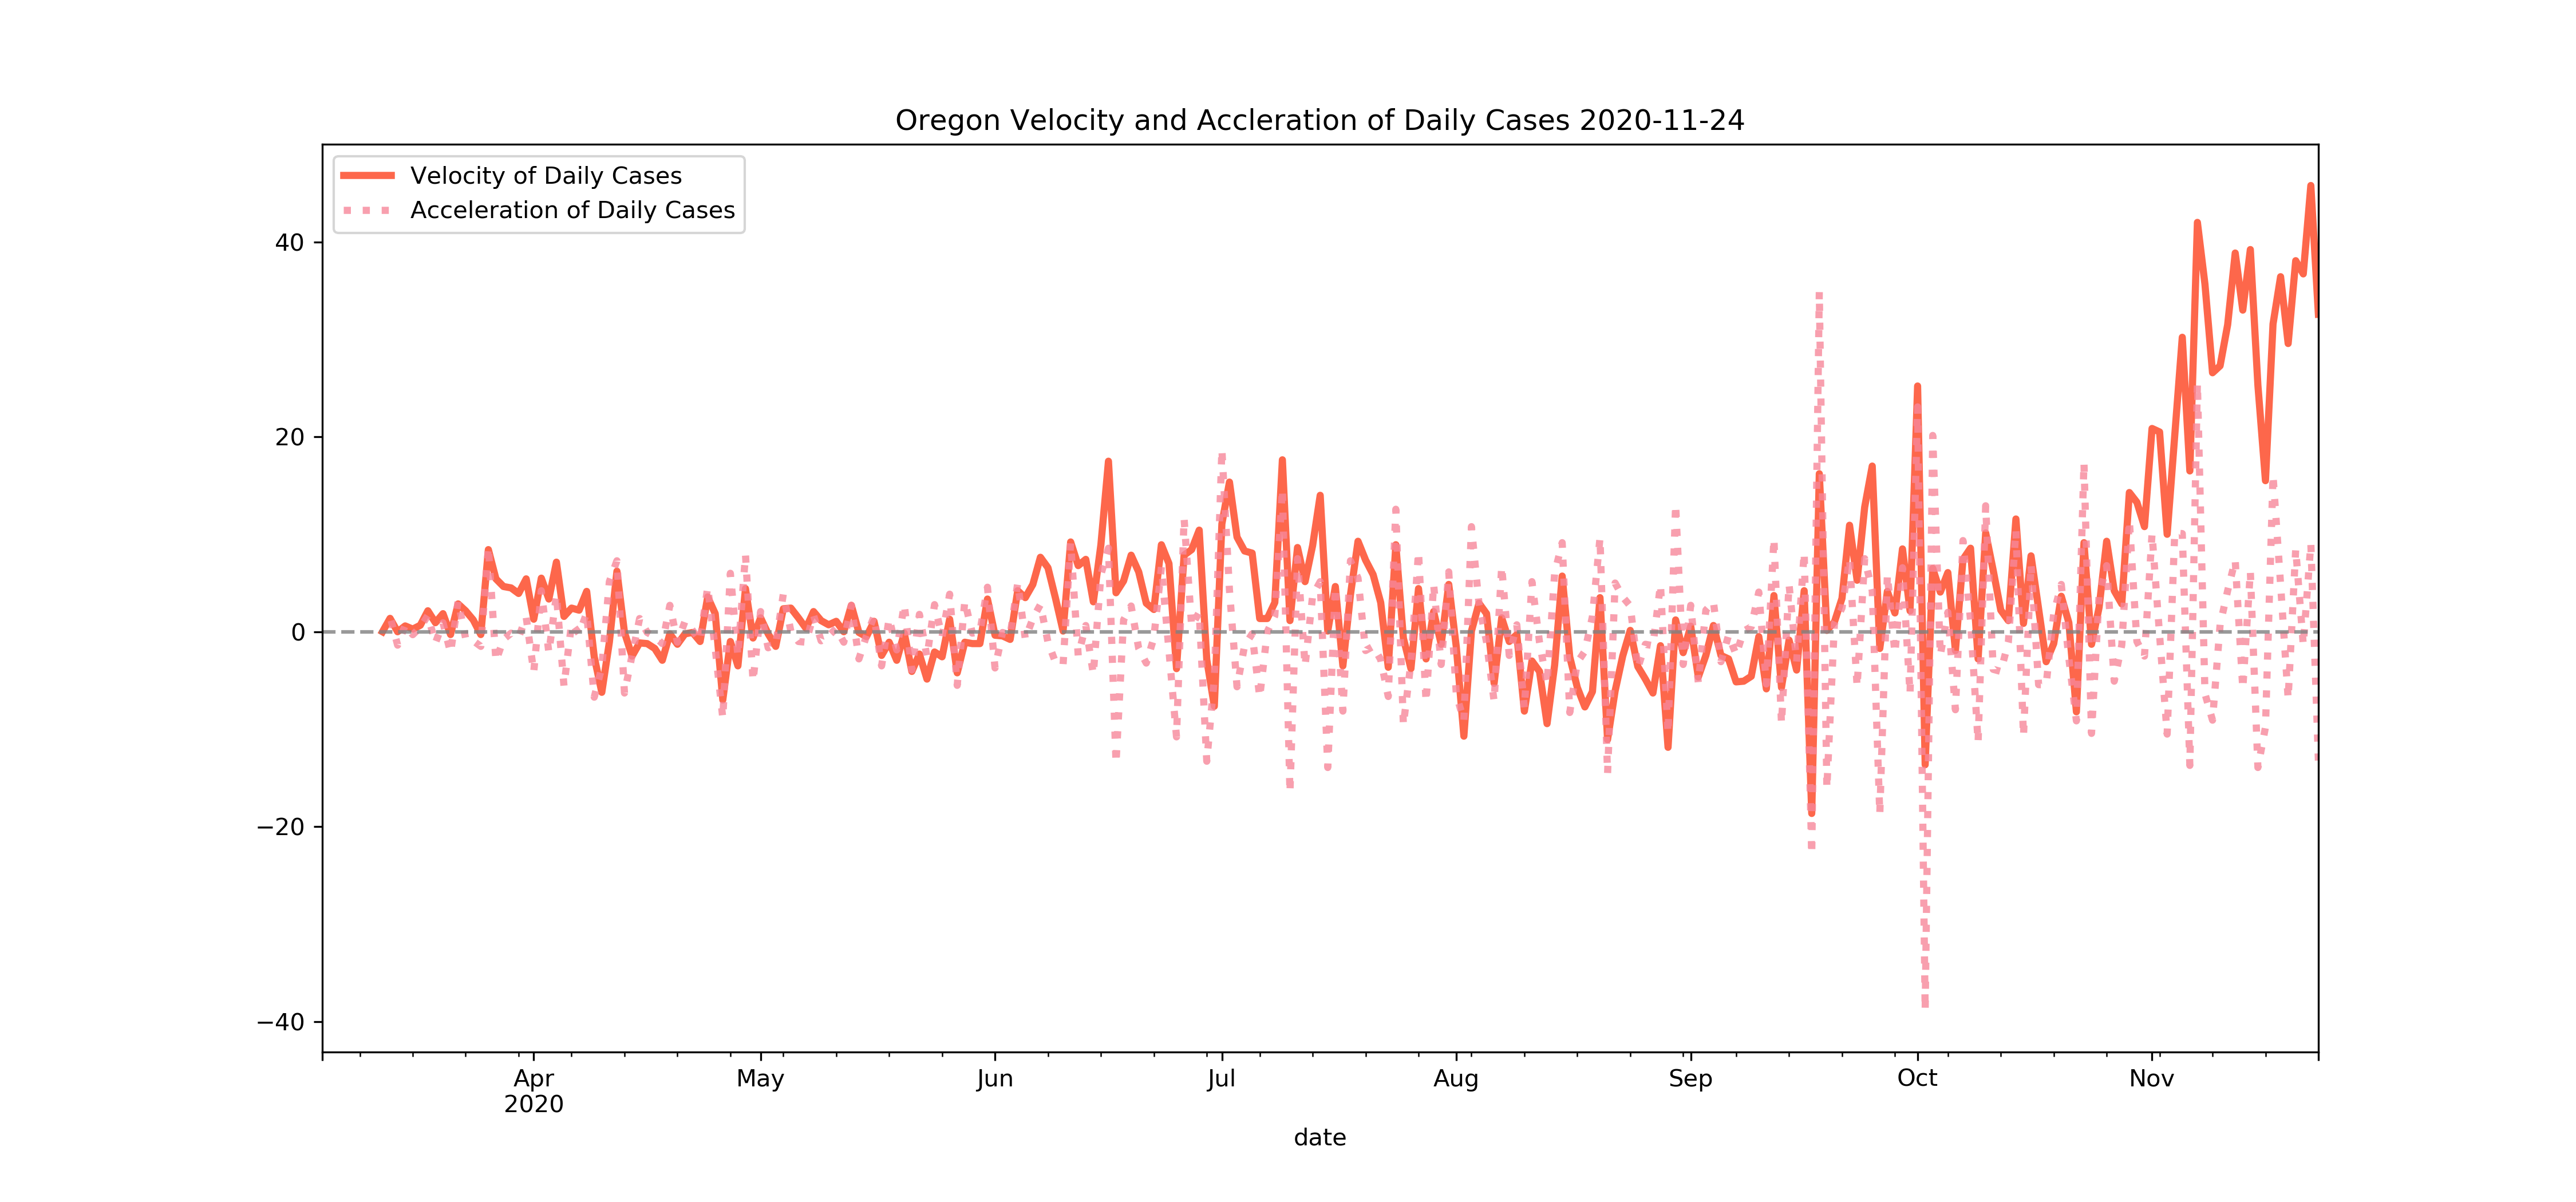 Oregon Velocity and Accleration of Daily Cases 2020-11-24
Velocity of Daily Cases
Acceleration of Daily Cases
40
20
0
−20
−40
Apr May Jun Jul Aug Sep Oct Nov
2020
date